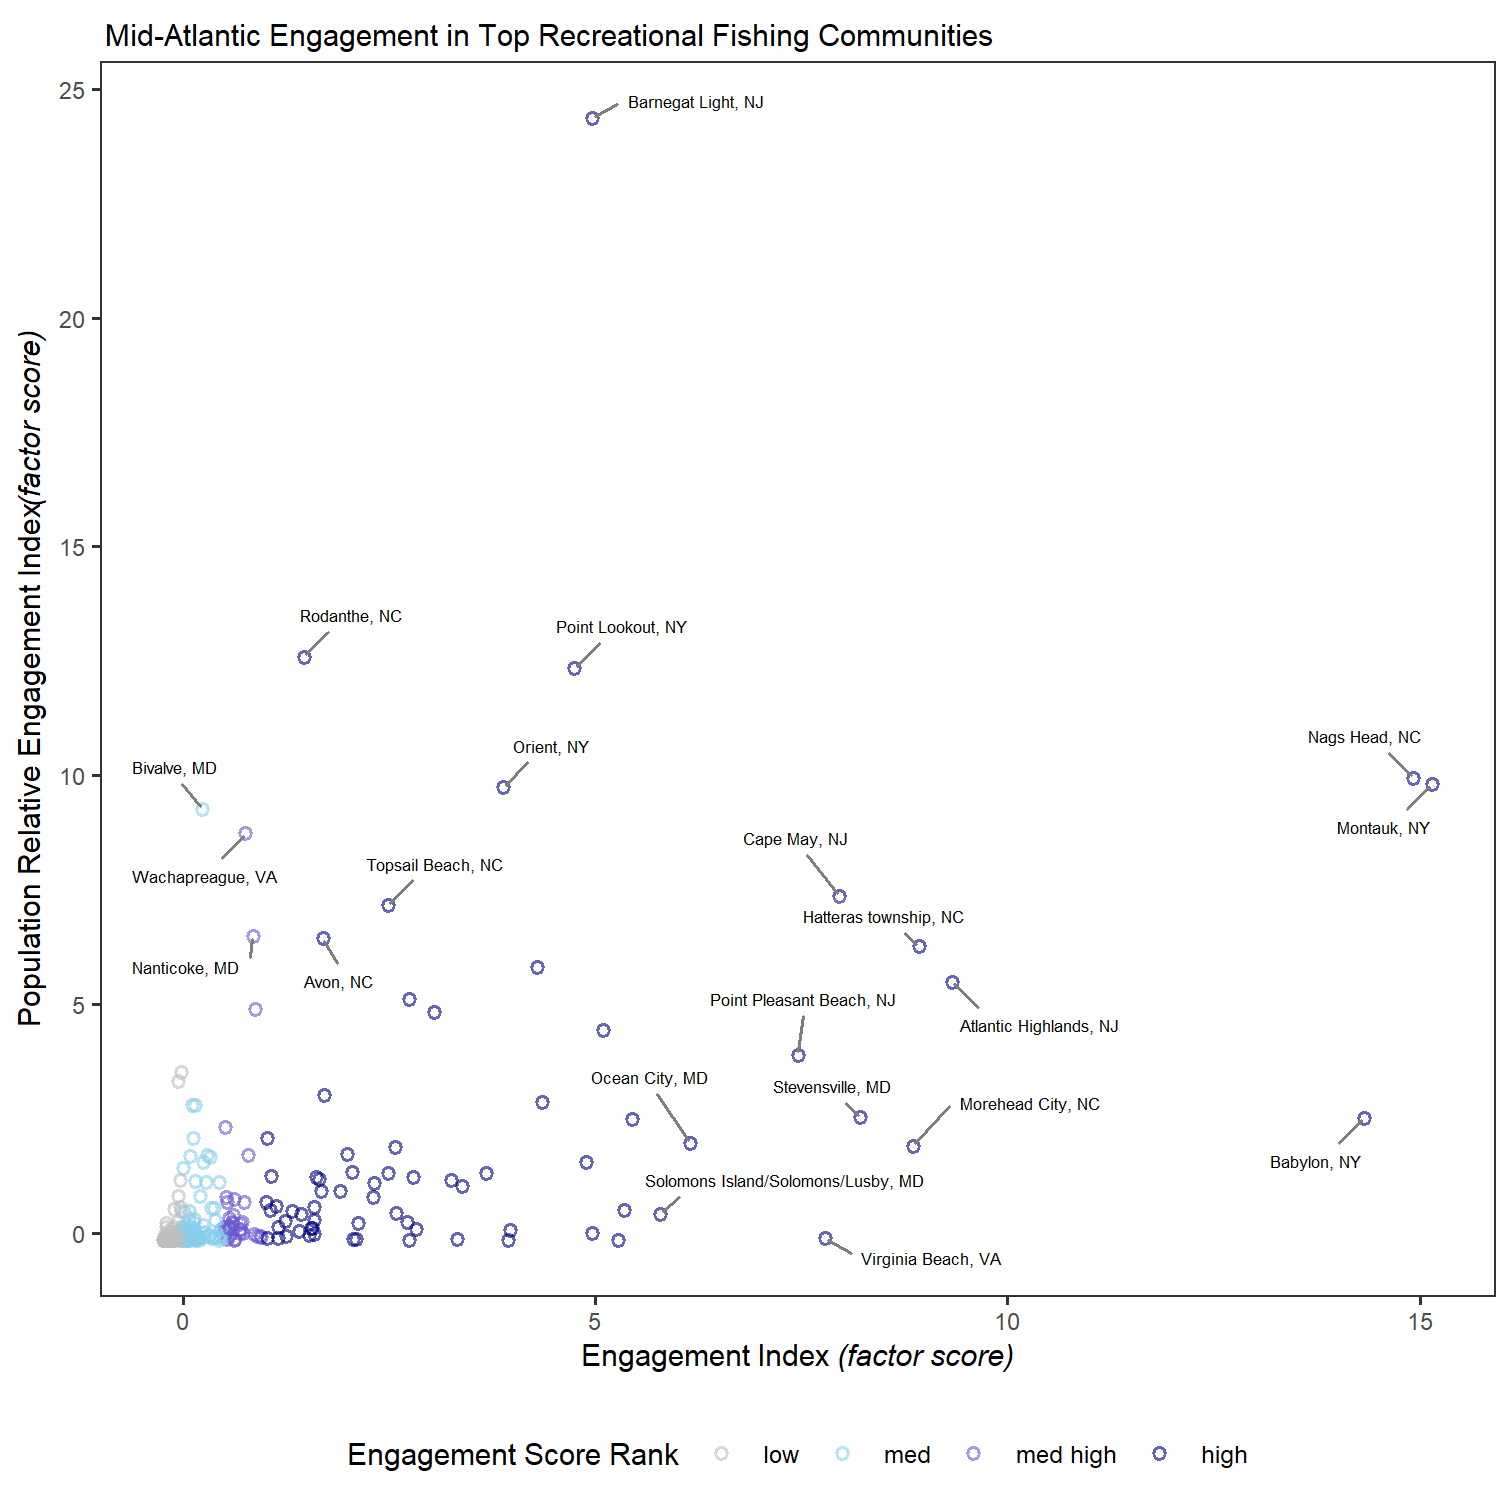 Mid-Atlantic Engagement in Top Recreational Fishing Communities
25
Barnegat Light, NJ
20
Population Relative Engagement Index(factor score)
15
Rodanthe, NC
Point Lookout, NY
Nags Head, NC
Orient, NY
Bivalve, MD
10
Montauk, NY
Cape May, NJ
Topsail Beach, NC
Wachapreague, VA
Hatteras township, NC
Nanticoke, MD
Avon, NC
Point Pleasant Beach, NJ
5
Atlantic Highlands, NJ
Ocean City, MD
Stevensville, MD
Morehead City, NC
Babylon, NY
Solomons Island/Solomons/Lusby, MD
0
Virginia Beach, VA
0 5 10 15
Engagement Index (factor score)
Engagement Score Rank low med med high high